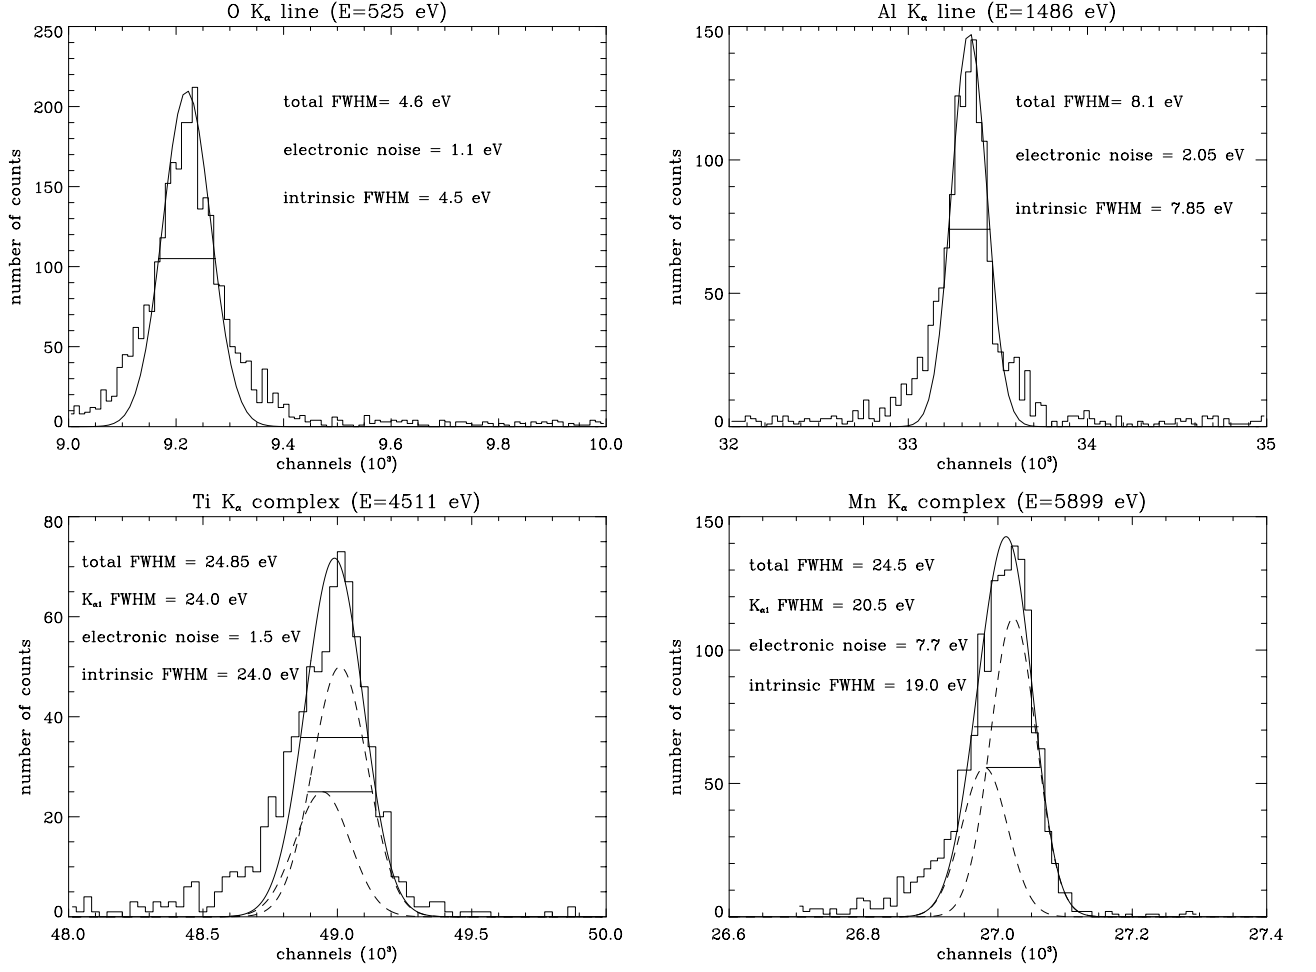 O Kα line (E=525 eV)
250
200
150
100
50
0
number of counts
total FWHM= 4.6 eV
electronic noise = 1.1 eV
intrinsic FWHM = 4.5 eV
9.0 9.2 9.4 9.6 9.8 10.0
channels (10³)
Al Kα line (E=1486 eV)
150
100
50
0
number of counts
total FWHM= 8.1 eV
electronic noise = 2.05 eV
intrinsic FWHM = 7.85 eV
32 33 34 35
channels (10³)
Ti Kα complex (E=4511 eV)
80
60
40
20
0
number of counts
total FWHM = 24.85 eV
Kα1 FWHM = 24.0 eV
electronic noise = 1.5 eV
intrinsic FWHM = 24.0 eV
48.0 48.5 49.0 49.5 50.0
channels (10³)
Mn Kα complex (E=5899 eV)
150
100
50
0
number of counts
total FWHM = 24.5 eV
Kα1 FWHM = 20.5 eV
electronic noise = 7.7 eV
intrinsic FWHM = 19.0 eV
26.6 26.8 27.0 27.2 27.4
channels (10³)